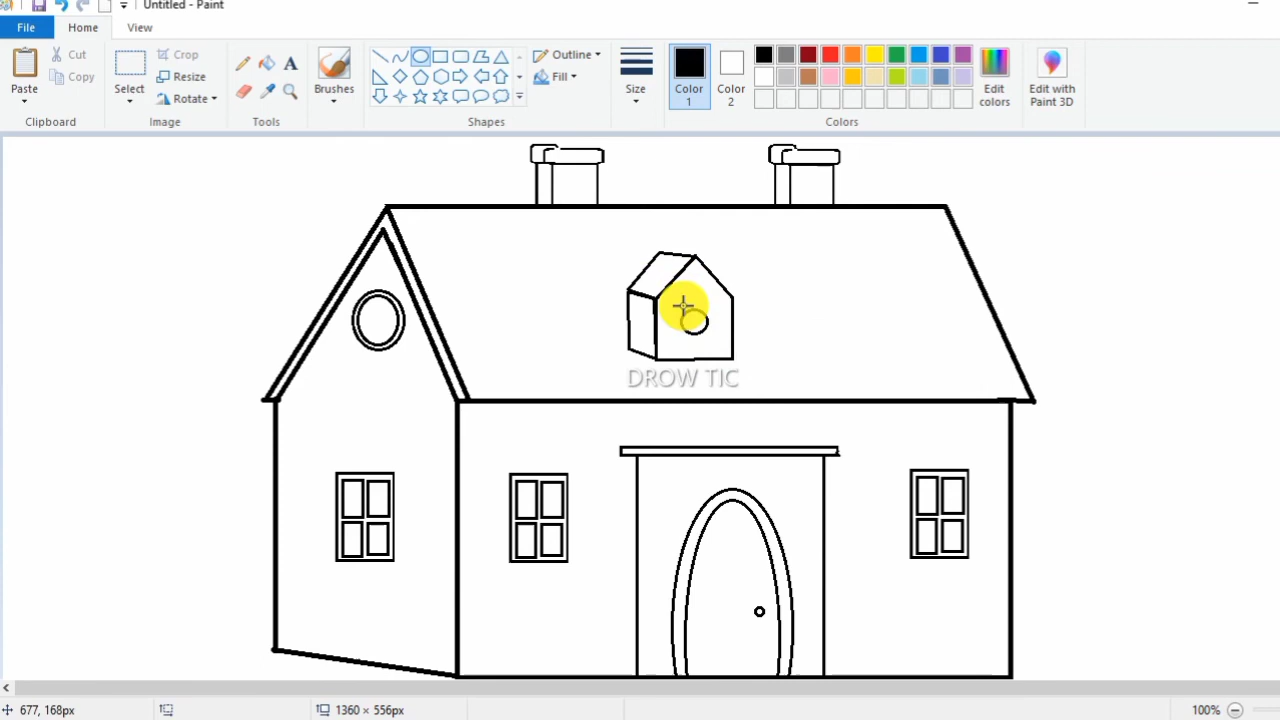 Untitled - Paint
File Home View
Paste
Cut
Copy
Clipboard
Select
Crop
Resize
Rotate
Image
A
Tools
Brushes
Outline
Fill
Shapes
Size
Color 1
Color 2
Edit colors
Colors
Edit with Paint 3D
DROW TIC
677, 168px
1360 × 556px
100%